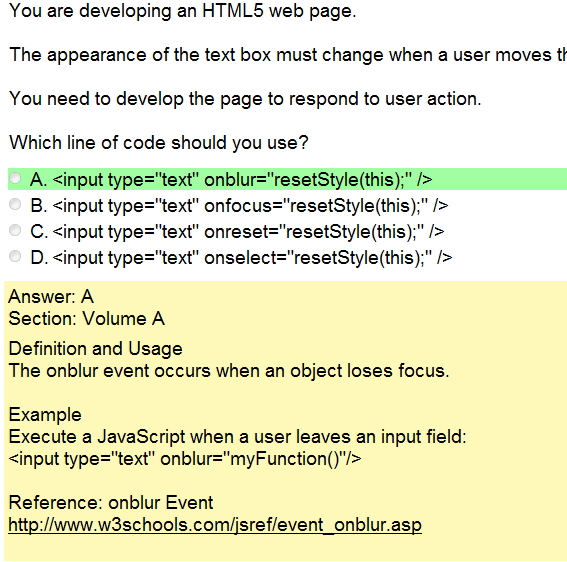 You are developing an HTML5 web page.
The appearance of the text box must change when a user moves
You need to develop the page to respond to user action.
Which line of code should you use?
A. <input type="text" onblur="resetStyle(this);" />
B. <input type="text" onfocus="resetStyle(this);" />
C. <input type="text" onreset="resetStyle(this);" />
D. <input type="text" onselect="resetStyle(this);" />
Answer: A
Section: Volume A
Definition and Usage
The onblur event occurs when an object loses focus.
Example
Execute a JavaScript when a user leaves an input field:
<input type="text" onblur="myFunction()"/>
Reference: onblur Event
http://www.w3schools.com/jsref/event_onblur.asp